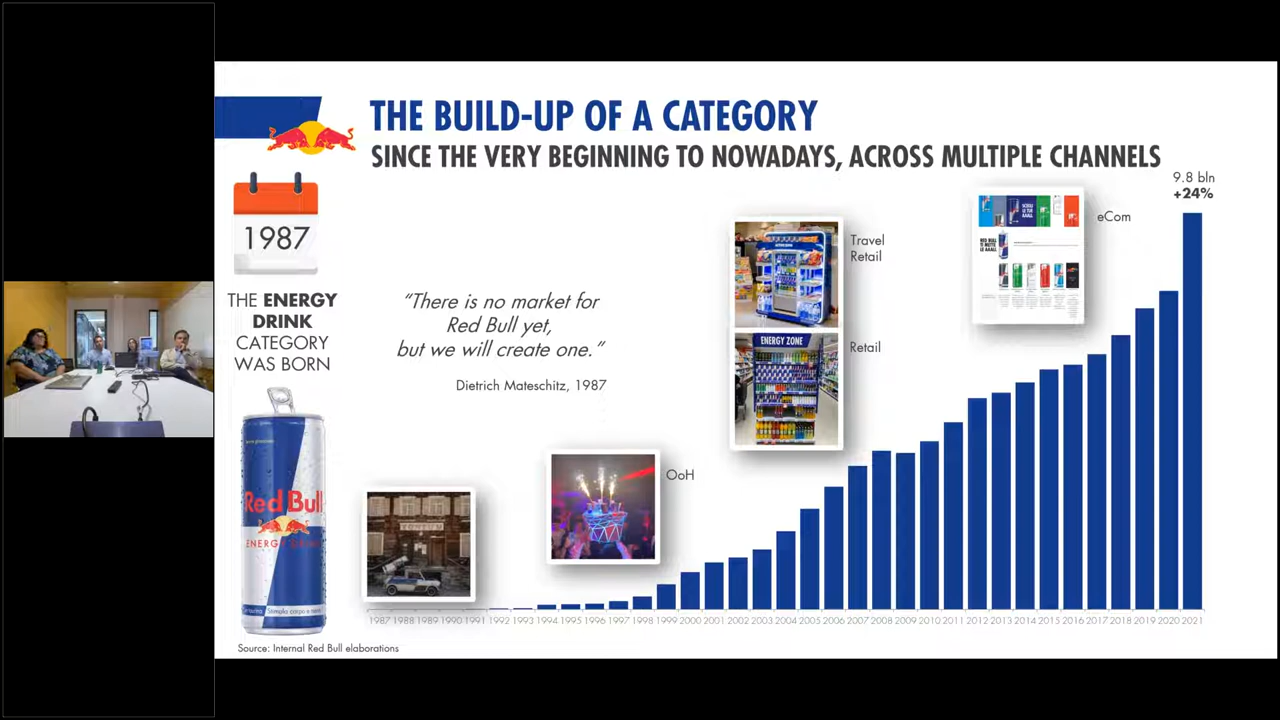 THE BUILD-UP OF A CATEGORY
SINCE THE VERY BEGINNING TO NOWADAYS, ACROSS MULTIPLE CHANNELS
1987
THE ENERGY
DRINK
CATEGORY
WAS BORN
“There is no market for
Red Bull yet,
but we will create one.”
Dietrich Mateschitz, 1987
Red Bull
ENERGY DRINK
OoH
Travel
Retail
ENERGY ZONE
Retail
eCom
9.8 bln
+24%
1987 1988 1989 1990 1991 1992 1993 1994 1995 1996 1997 1998 1999 2000 2001 2002 2003 2004 2005 2006 2007 2008 2009 2010 2011 2012 2013 2014 2015 2016 2017 2018 2019 2020 2021
Source: Internal Red Bull elaborations